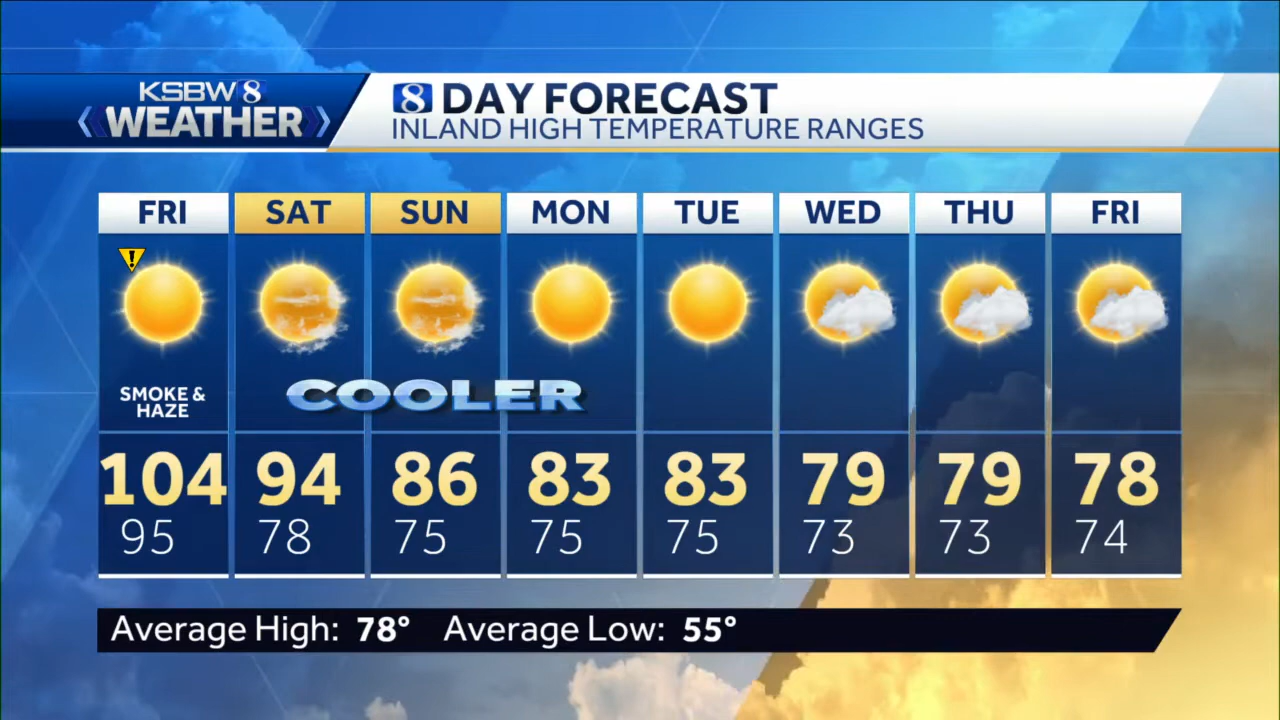 KSBW 8
WEATHER
8 DAY FORECAST
INLAND HIGH TEMPERATURE RANGES
FRI SAT SUN MON TUE WED THU FRI
!
SMOKE &
HAZE
COOLER
104 94 86 83 83 79 79 78
95 78 75 75 75 73 73 74
Average High: 78° Average Low: 55°